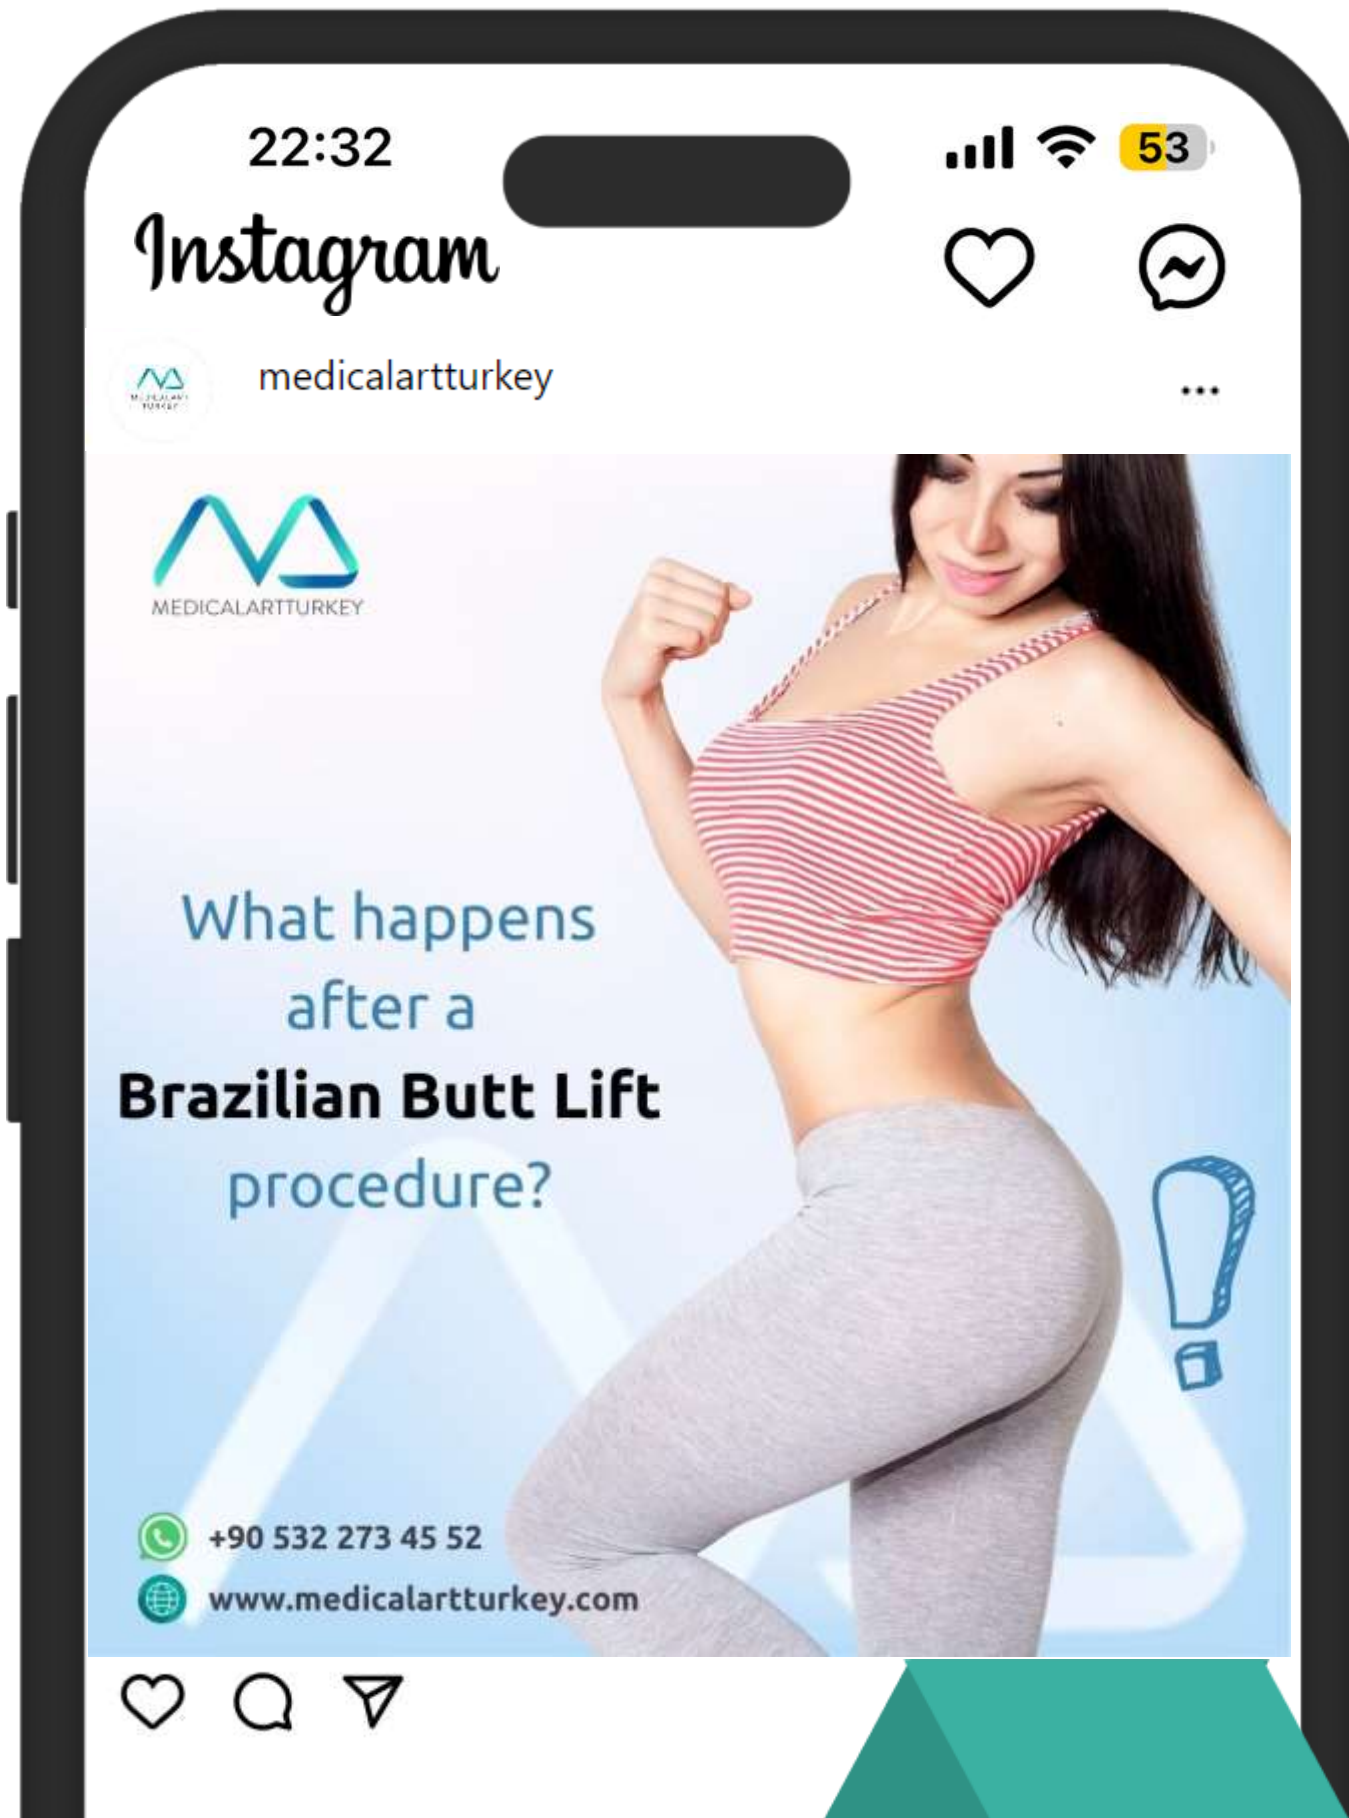 22:32
53
Instagram
medicalartturkey
MEDICALARTTURKEY
What happens
after a
Brazilian Butt Lift
procedure?
+90 532 273 45 52
www.medicalartturkey.com